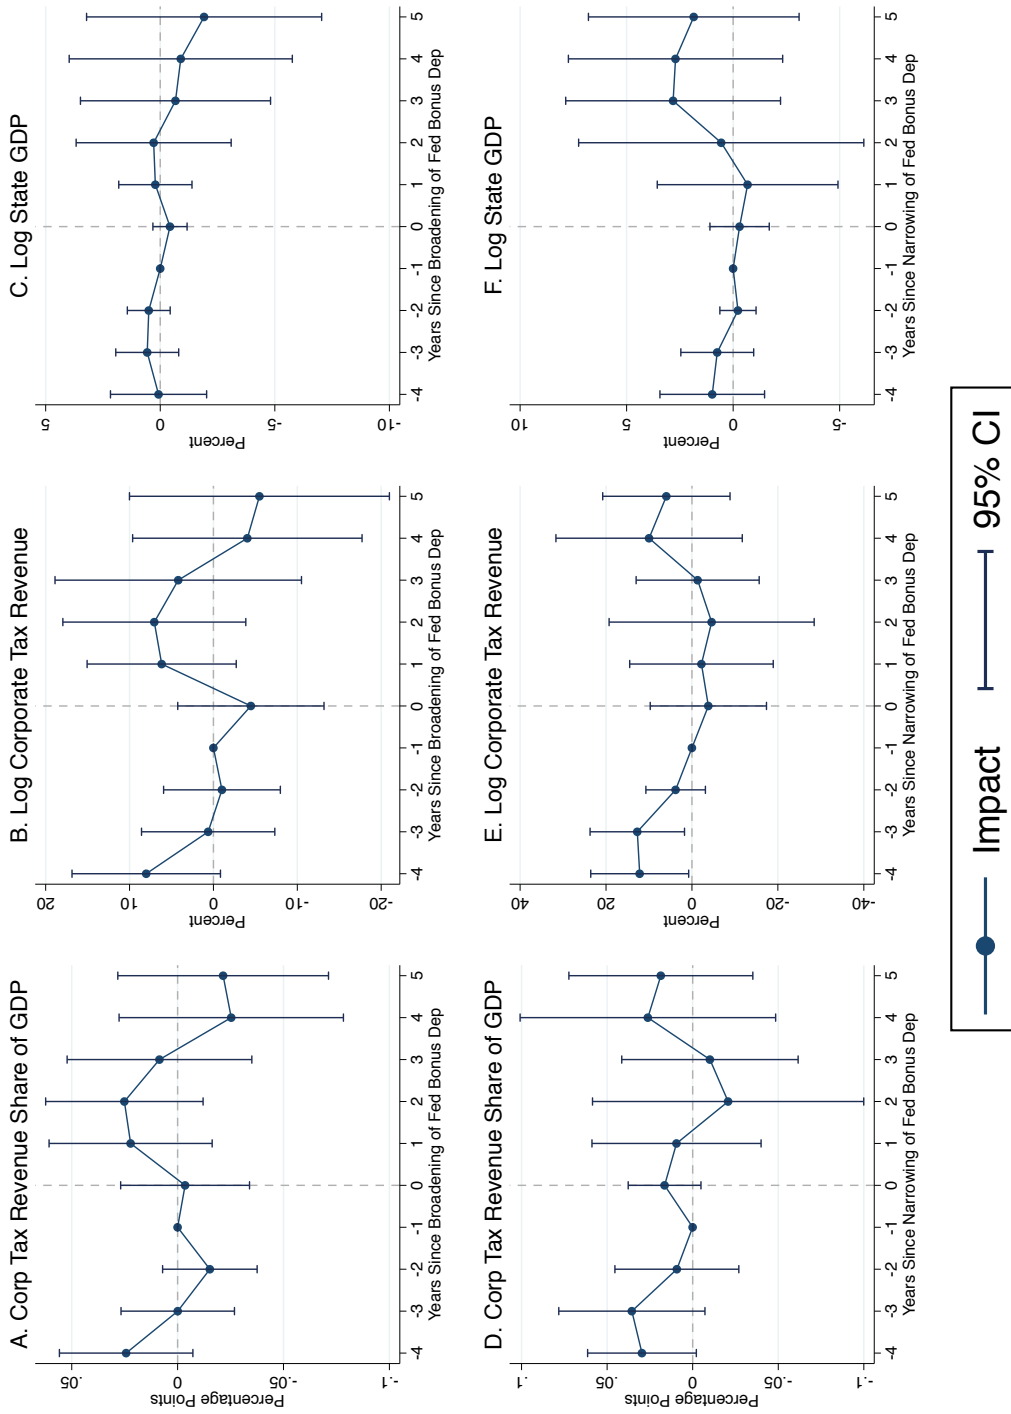 A. Corp Tax Revenue Share of GDP
Percentage Points
.05
0
-.05
-.1
-4 -3 -2 -1 0 1 2 3 4 5
Years Since Broadening of Fed Bonus Dep
B. Log Corporate Tax Revenue
Percent
20
10
0
-10
-20
-4 -3 -2 -1 0 1 2 3 4 5
Years Since Broadening of Fed Bonus Dep
C. Log State GDP
Percent
5
0
-5
-10
-4 -3 -2 -1 0 1 2 3 4 5
Years Since Broadening of Fed Bonus Dep
D. Corp Tax Revenue Share of GDP
Percentage Points
.1
.05
0
-.05
-.1
-4 -3 -2 -1 0 1 2 3 4 5
Years Since Narrowing of Fed Bonus Dep
E. Log Corporate Tax Revenue
Percent
40
20
0
-20
-40
-4 -3 -2 -1 0 1 2 3 4 5
Years Since Narrowing of Fed Bonus Dep
F. Log State GDP
Percent
10
5
0
-5
-4 -3 -2 -1 0 1 2 3 4 5
Years Since Narrowing of Fed Bonus Dep
Impact 95% CI